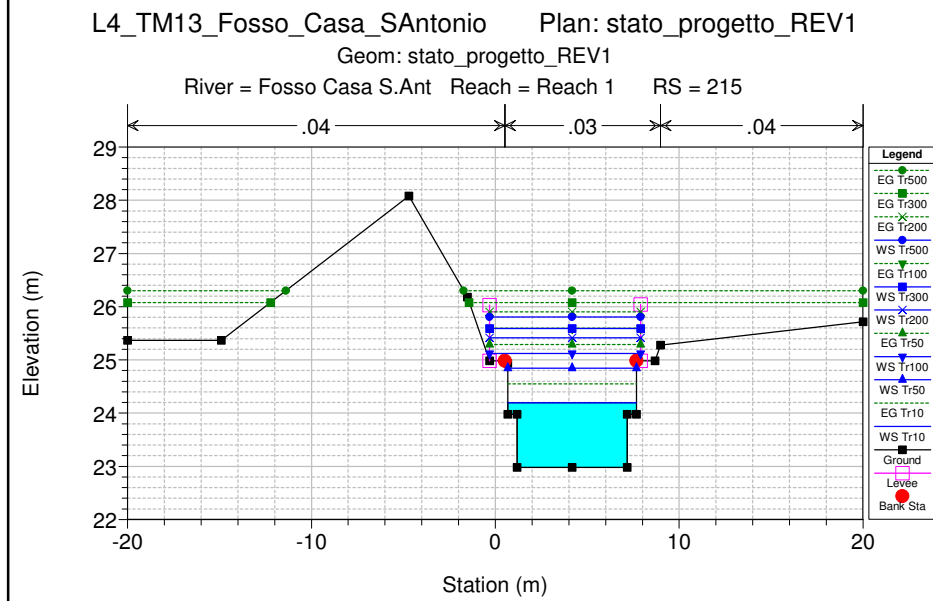 L4_TM13_Fosso_Casa_SAntonio Plan: stato_progetto_REV1
Geom: stato_progetto_REV1
River = Fosso Casa S.Ant Reach = Reach 1 RS = 215
.04 .03 .04
29
28
27
26
25
24
23
22
Elevation (m)
-20 -10 0 10 20
Station (m)
Legend
EG Tr500
EG Tr300
EG Tr200
WS Tr500
EG Tr100
WS Tr300
WS Tr200
EG Tr50
WS Tr100
WS Tr50
EG Tr10
WS Tr10
Ground
Levee
Bank Sta